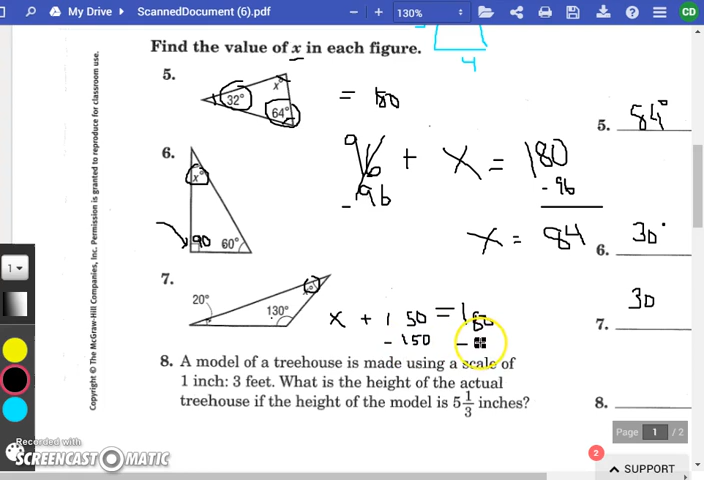 My Drive ScannedDocument (6).pdf 130% CD
Find the value of x in each figure.
4
5.
x°
32°
64°
= 180
5. 84°
96 + x = 180
-96 -96
x = 84
6.
x°
90 60°
6. 30°
7.
20°
130°
x°
x + 150 = 180
-150 -
30
7.
8. A model of a treehouse is made using a scale of
1 inch: 3 feet. What is the height of the actual
treehouse if the height of the model is 5 1/3 inches?
8.
Copyright © The McGraw-Hill Companies, Inc. Permission is granted to reproduce for classroom use.
1
Page 1 / 2
2
SUPPORT
Recorded with
SCREENCAST MATIC